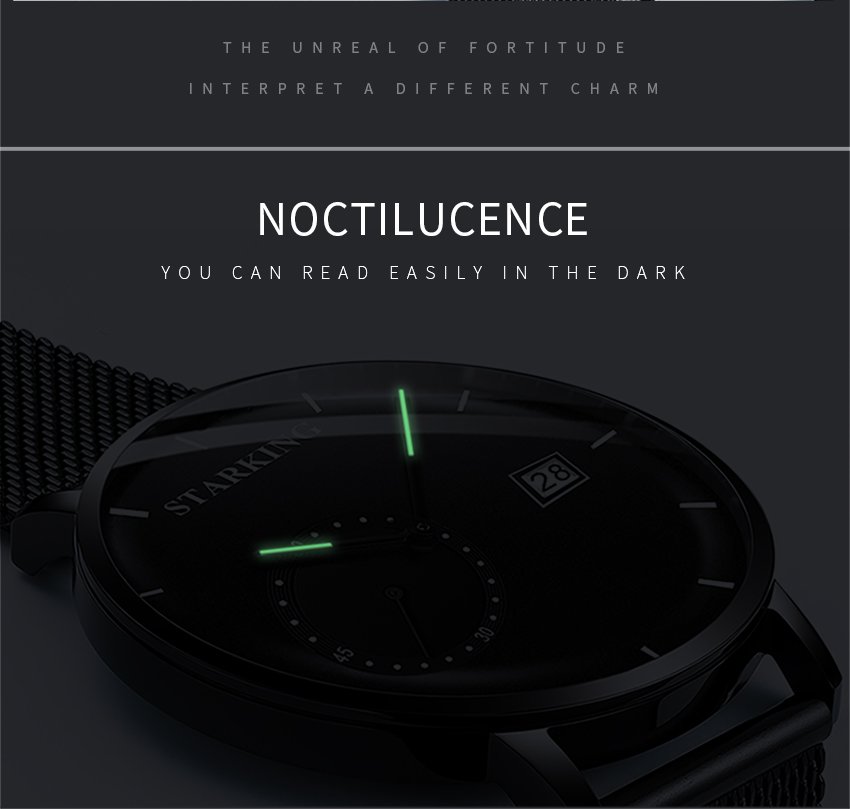 THE UNREAL OF FORTITUDE
INTERPRET A DIFFERENT CHARM
NOCTILUCENCE
YOU CAN READ EASILY IN THE DARK
STARKING
28
30
45